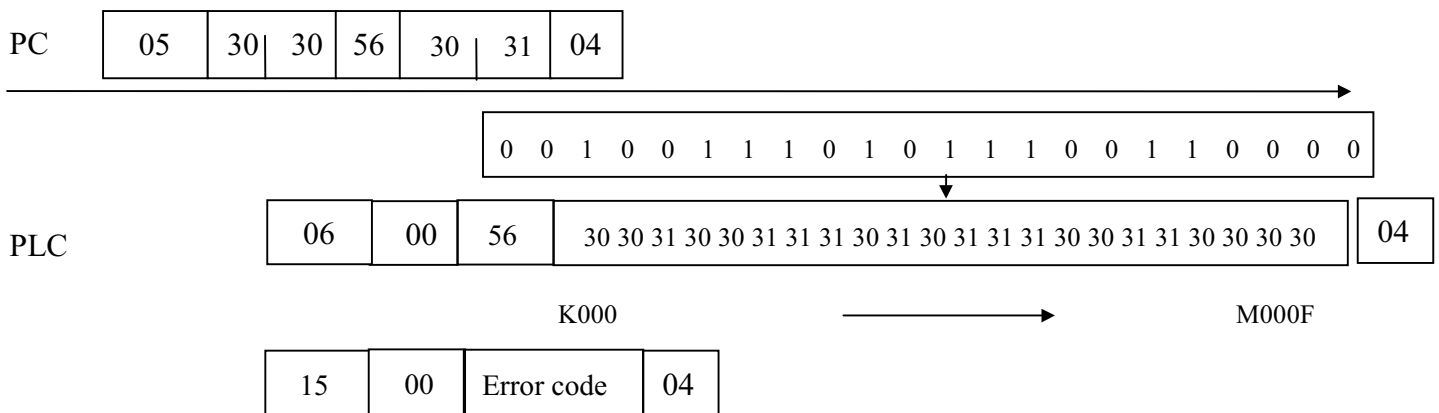 PC 05 30 30 56 30 31 04
0 0 1 0 0 1 1 1 0 1 0 1 1 1 0 0 1 1 0 0 0 0
PLC 06 00 56 30 30 31 30 30 31 31 31 30 31 30 31 31 31 30 30 31 31 30 30 30 30 04
K000 M000F
15 00 Error code 04